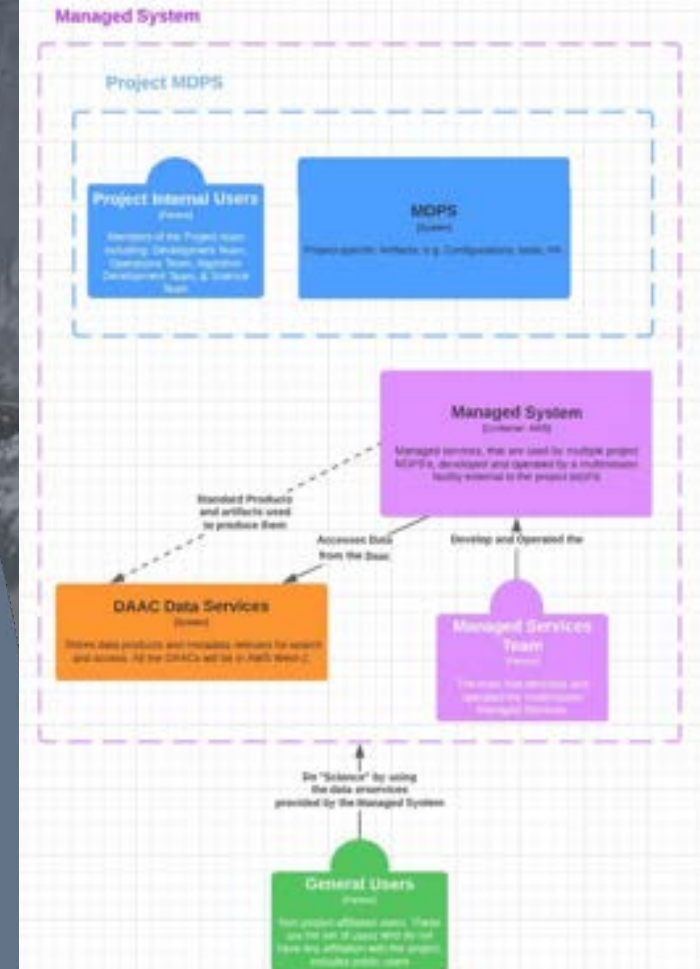 Managed System
Project MDPS
Project Internal Users
[Person]
Members of the Project team
including: Development Team,
Operations Team, Algorithm
Development Team, & Science
Team
MDPS
[System]
Project-specific Artifacts, e.g. Configurations, tools,
Managed System
[Container: AWS]
Managed services, that are used by multiple project
MDPS's, developed and operated by a multimission
facility external to the project MDPS
Standard Products
and artifacts used
to produce them
Accesses Data
from the Daac
Develop and Operated the
DAAC Data Services
[System]
Stores data products and metadata relevant for search
and access. All the DAACs will be in AWS West-2.
Managed Services
Team
[Person]
The team that develops and
operated the multimission
Managed Services
Do "Science" by using
the data orservices
provided by the Managed System
General Users
[Person]
Non project affiliated users. These
are the set of users who do not
have any affiliation with the project,
includes public users